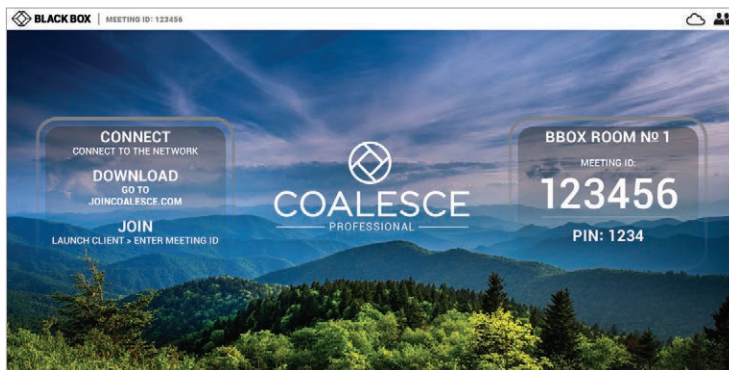 BLACK BOX | MEETING ID: 123456
CONNECT
CONNECT TO THE NETWORK
DOWNLOAD
GO TO
JOINCOALESCE.COM
JOIN
LAUNCH CLIENT > ENTER MEETING ID
COALESCE
PROFESSIONAL
BBOX ROOM Nº 1
MEETING ID:
123456
PIN: 1234